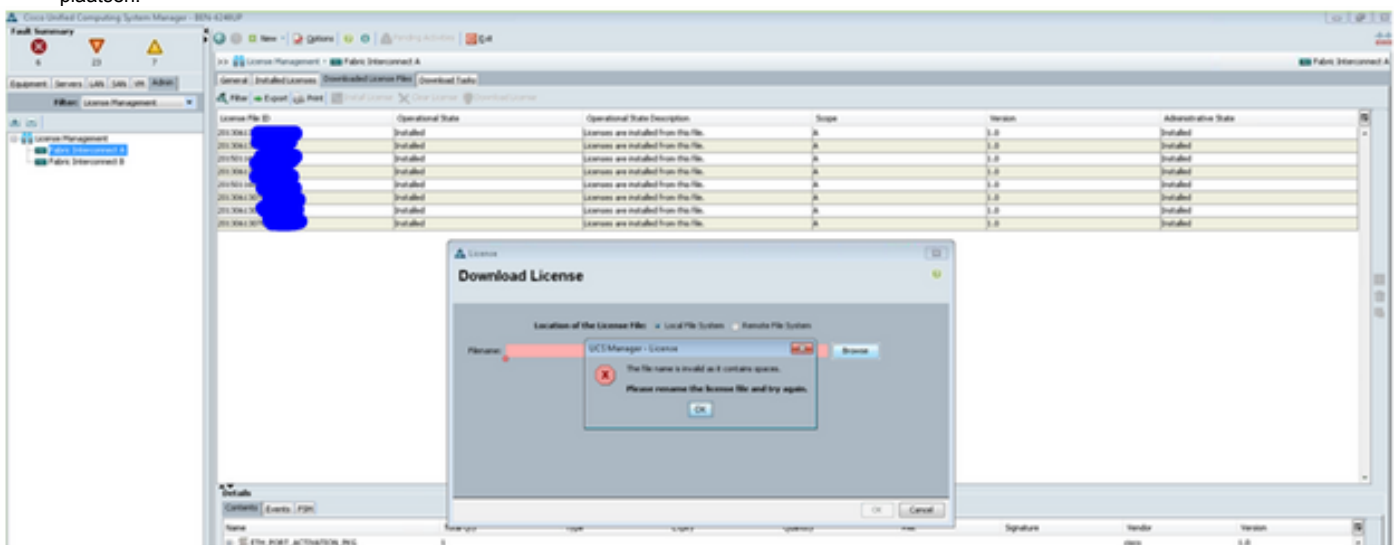 plaatsen.
Cisco Unified Computing System Manager - BEN-6248UP
Fault Summary
6 23 7
New Options Pending Activities Exit
>> License Management Fabric Interconnect A
Fabric Interconnect A
Equipment Servers LAN SAN VM Admin
General Installed Licenses Downloaded License Files Download Tasks
Filter: License Management
Filter Export Print Install License Clear License Download License
License File ID Operational State Operational State Description Scope Version Administrative State
License Management
Fabric Interconnect A
Fabric Interconnect B
Installed Licenses are installed from this file. A 1.0 Installed
Installed Licenses are installed from this file. A 1.0 Installed
Installed Licenses are installed from this file. A 1.0 Installed
Installed Licenses are installed from this file. A 1.0 Installed
Installed Licenses are installed from this file. A 1.0 Installed
Installed Licenses are installed from this file. A 1.0 Installed
Installed Licenses are installed from this file. A 1.0 Installed
Installed Licenses are installed from this file. A 1.0 Installed
License
Download License
Location of the License File: Local File System Remote File System
Filename: Browse
UCS Manager - License
X
The file name is invalid as it contains spaces.
Please rename the license file and try again.
OK
OK Cancel
Details
Contents Events FSM
Name Signature Vendor Version
ETH_PORT_ACTIVATION_PKG 1 cisco 1.0